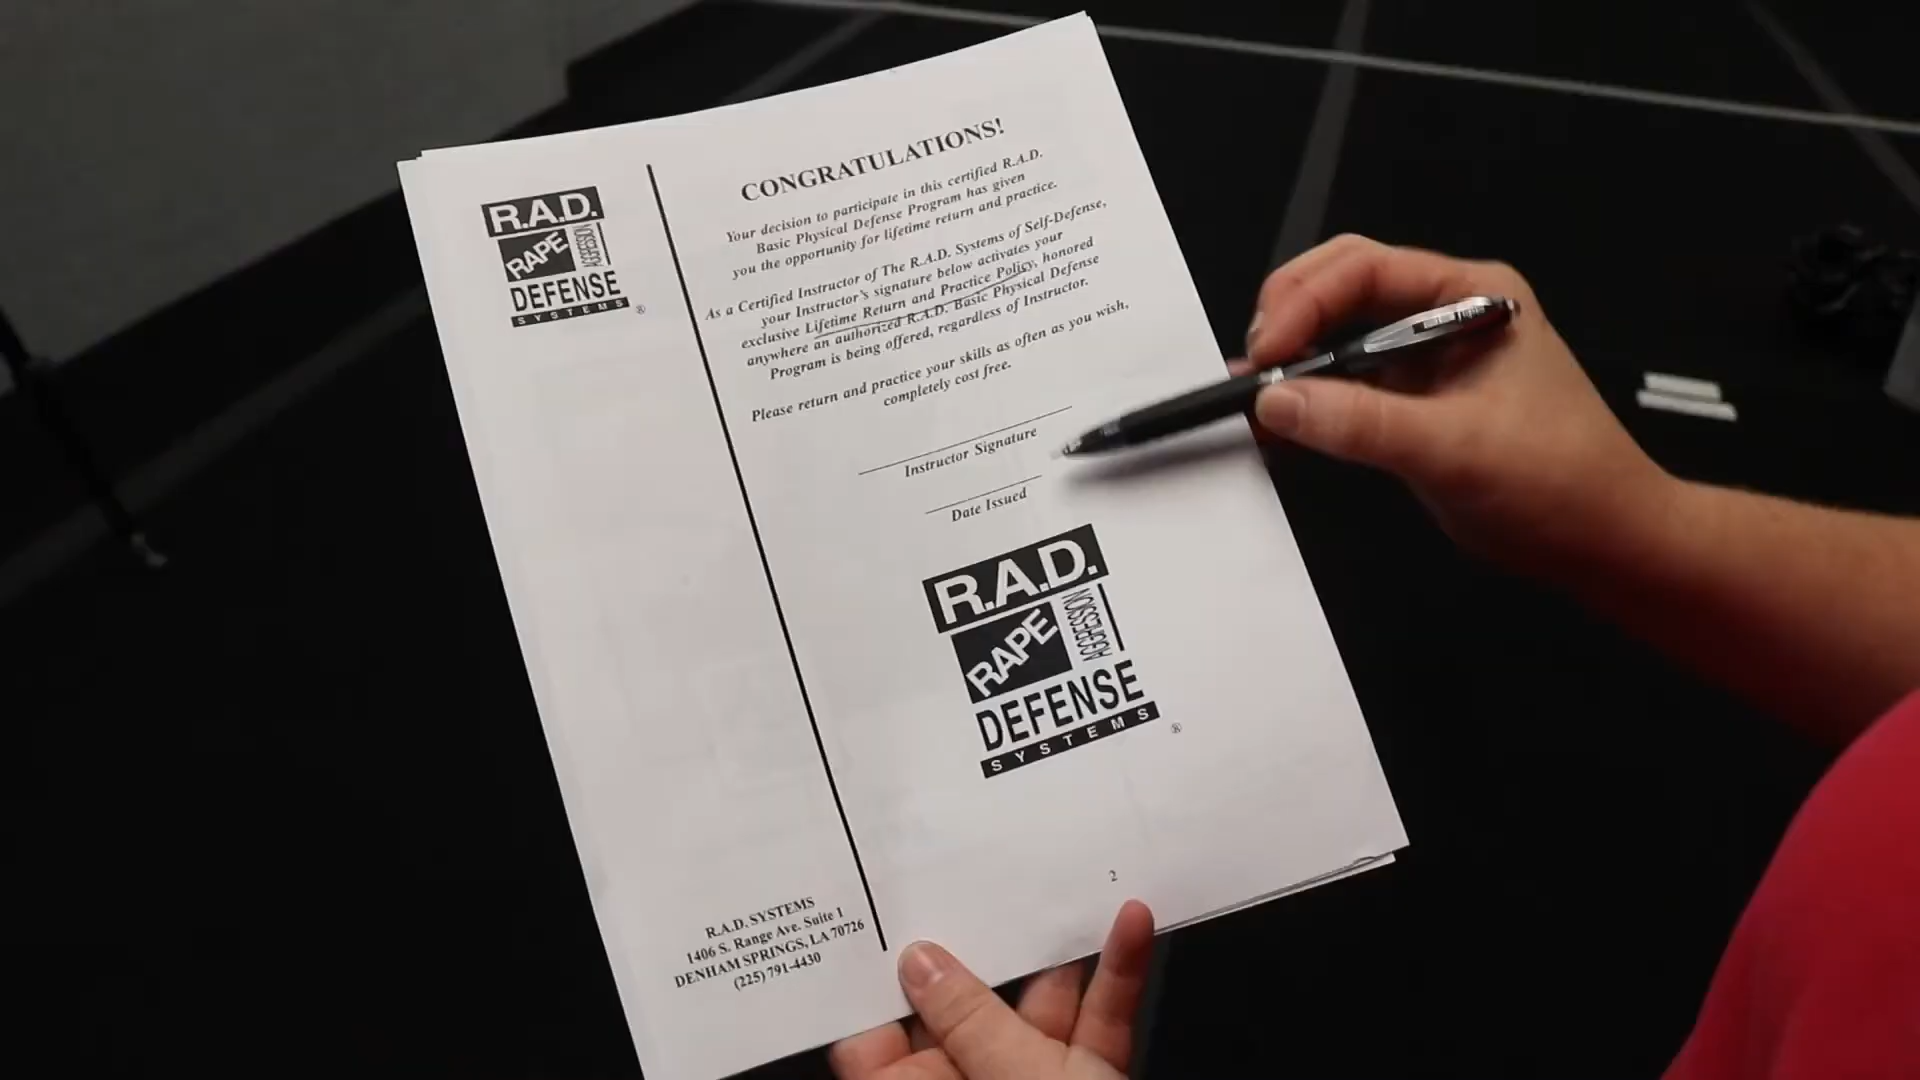 R.A.D.
RAPE
AGGRESSION
DEFENSE
SYSTEMS
®
CONGRATULATIONS!
Your decision to participate in this certified R.A.D.
Basic Physical Defense Program has given
you the opportunity for lifetime return and practice.
As a Certified Instructor of The R.A.D. Systems of Self-Defense,
your Instructor's signature below activates your
exclusive Lifetime Return and Practice Policy, honored
anywhere an authorized R.A.D. Basic Physical Defense
Program is being offered, regardless of Instructor.
Please return and practice your skills as often as you wish,
completely cost free.
Instructor Signature
Date Issued
R.A.D.
RAPE
AGGRESSION
DEFENSE
SYSTEMS
®
2
R.A.D. SYSTEMS
1406 S. Range Ave. Suite 1
DENHAM SPRINGS, LA 70726
(225) 791-4430